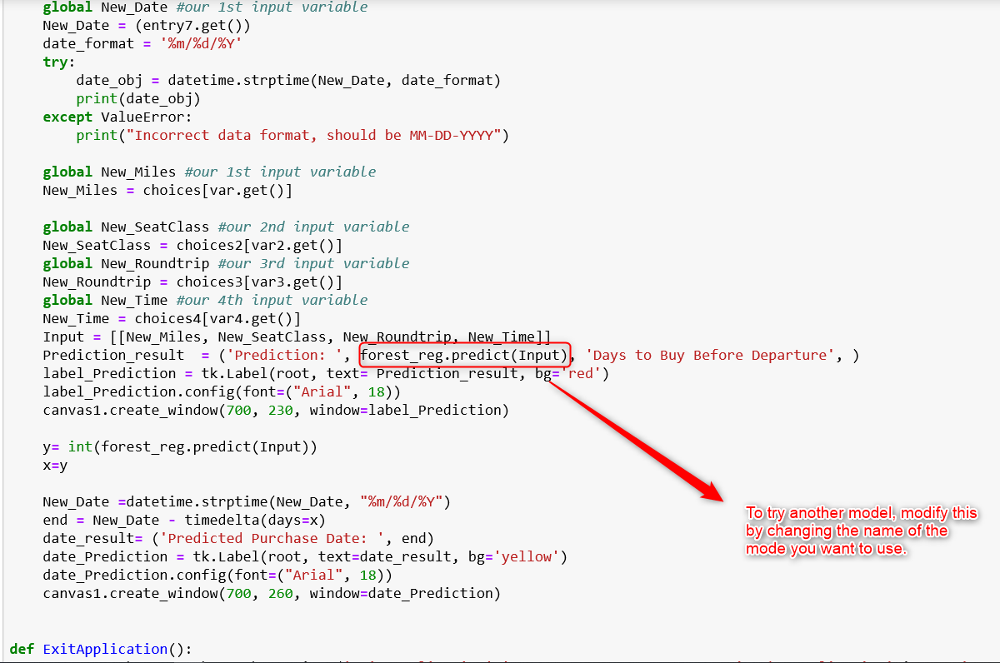 global New_Date #our 1st input variable
New_Date = (entry7.get())
date_format = '%m/%d/%Y'
try:
date_obj = datetime.strptime(New_Date, date_format)
print(date_obj)
except ValueError:
print("Incorrect data format, should be MM-DD-YYYY")
global New_Miles #our 1st input variable
New_Miles = choices[var.get()]
global New_SeatClass #our 2nd input variable
New_SeatClass = choices2[var2.get()]
global New_Roundtrip #our 3rd input variable
New_Roundtrip = choices3[var3.get()]
global New_Time #our 4th input variable
New_Time = choices4[var4.get()]
Input = [[New_Miles, New_SeatClass, New_Roundtrip, New_Time]]
Prediction_result  = ('Prediction: ', forest_reg.predict(Input), 'Days to Buy Before Departure', )
label_Prediction = tk.Label(root, text= Prediction_result, bg='red')
label_Prediction.config(font=("Arial", 18))
canvas1.create_window(700, 230, window=label_Prediction)
y= int(forest_reg.predict(Input))
x=y
New_Date =datetime.strptime(New_Date, "%m/%d/%Y")
end = New_Date - timedelta(days=x)
date_result= ('Predicted Purchase Date: ', end)
date_Prediction = tk.Label(root, text=date_result, bg='yellow')
date_Prediction.config(font=("Arial", 18))
canvas1.create_window(700, 260, window=date_Prediction)
To try another model, modify this
by changing the name of the
mode you want to use.
def ExitApplication():